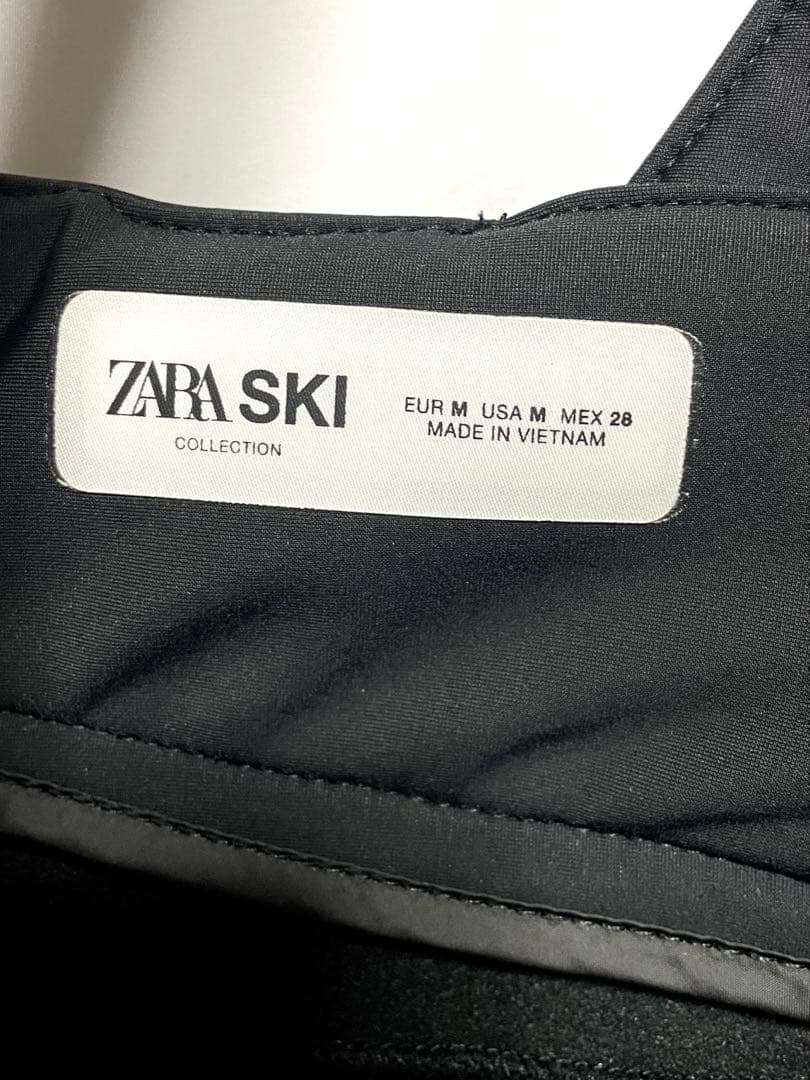 ZARA SKI
COLLECTION
EUR M USA M MEX 28
MADE IN VIETNAM